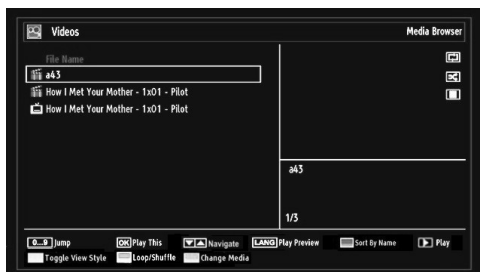 Videos
Media Browser
File Name
a43
How I Met Your Mother - 1x01 - Pilot
How I Met Your Mother - 1x01 - Pilot
a43
1/3
0...9 Jump OK Play This Navigate LANG Play Preview Sort By Name Play
Toggle View Style Loop/Shuffle Change Media